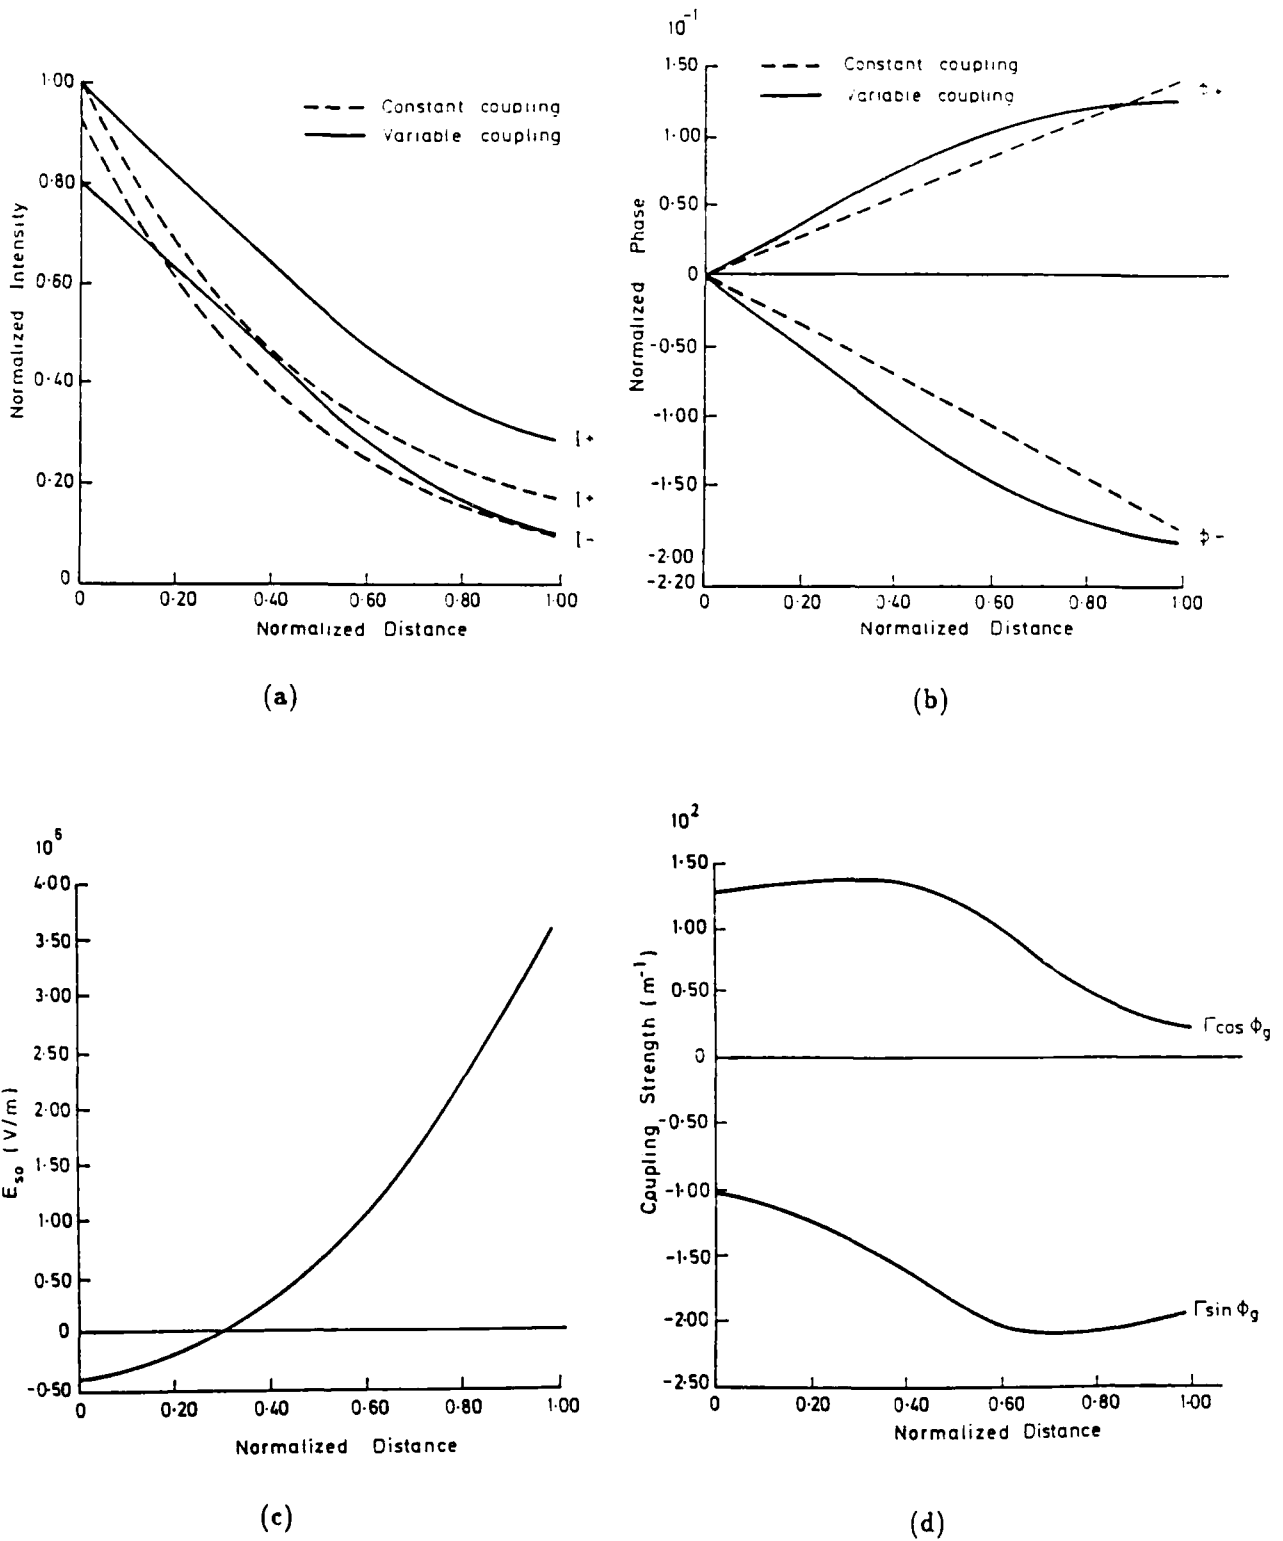 1·00
0·80
0·60
0·40
0·20
0
Normalized Intensity
Constant coupling
Variable coupling
I+
I+
I-
0 0·20 0·40 0·60 0·80 1·00
Normalized Distance
(a)
10⁻¹
1·50
1·00
0·50
0
-0·50
-1·00
-1·50
-2·00
-2·20
Normalized Phase
Constant coupling
Variable coupling
ϕ+
ϕ-
0 0·20 0·40 0·60 0·80 1·00
Normalized Distance
(b)
4·00
3·50
3·00
2·50
2·00
1·50
1·00
0·50
0
-0·50
E_so (V/m)
0 0·20 0·40 0·60 0·80 1·00
Normalized Distance
(c)
10²
1·50
1·00
0·50
0
-0·50
-1·00
-1·50
-2·00
-2·50
Coupling Strength (m⁻¹)
Γcos ϕg
Γsin ϕg
0 0·20 0·40 0·60 0·80 1·00
Normalized Distance
(d)